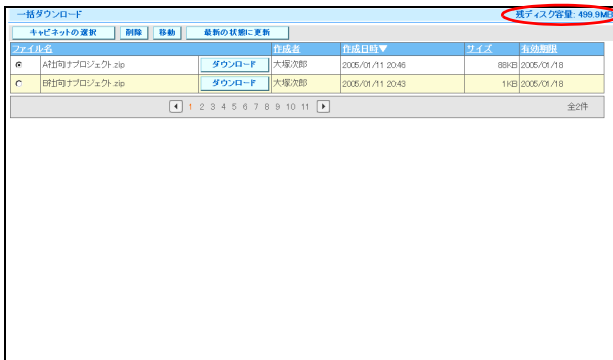 一括ダウンロード 残ディスク容量: 499.9MB
キャビネットの選択 削除 移動 最新の状態に更新
ファイル名 作成者 作成日時▼ サイズ 有効期限
A社向けプロジェクト.zip ダウンロード 大塚次郎 2005/01/11 20:46 88KB 2005/01/18
B社向けプロジェクト.zip ダウンロード 大塚次郎 2005/01/11 20:43 1KB 2005/01/18
1 2 3 4 5 6 7 8 9 10 11 全2件